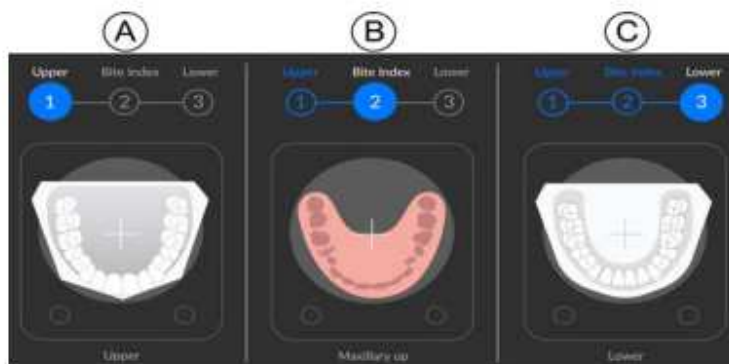 A B C
Upper Bite Index Lower
1 2 3
Upper
Upper Bite Index Lower
1 2 3
Maxillary up
Upper Bite Index Lower
1 2 3
Lower